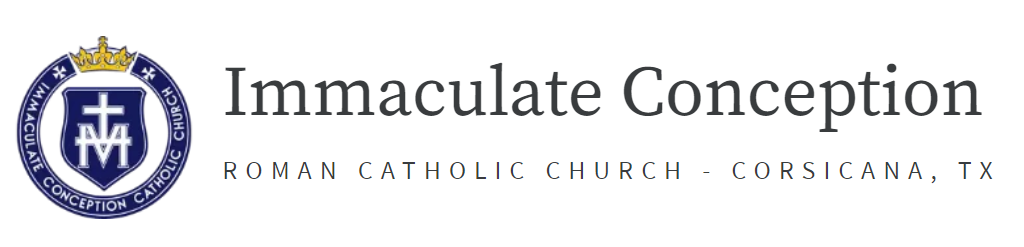 IMMACULATE CONCEPTION CATHOLIC CHURCH
M
Immaculate Conception
ROMAN CATHOLIC CHURCH - CORSICANA, TX